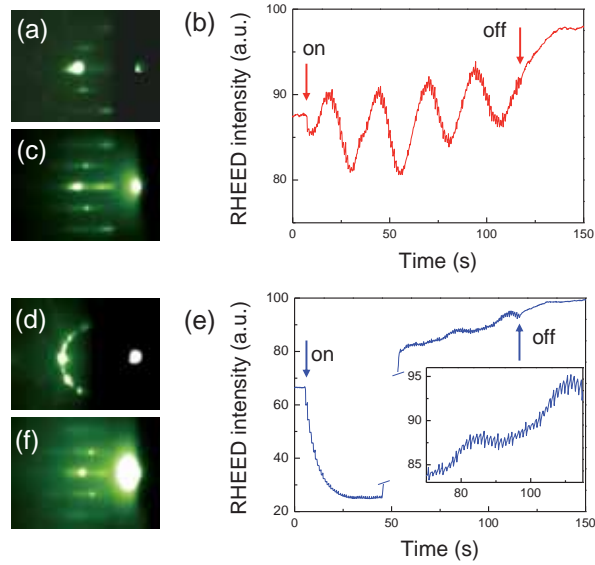 (a)
(b)
on
off
100
90
80
RHEED intensity (a.u.)
0 50 100 150
Time (s)
(c)
(d)
(e)
on
off
100
80
60
40
20
RHEED intensity (a.u.)
95
90
85
80 100
0 50 100 150
Time (s)
(f)